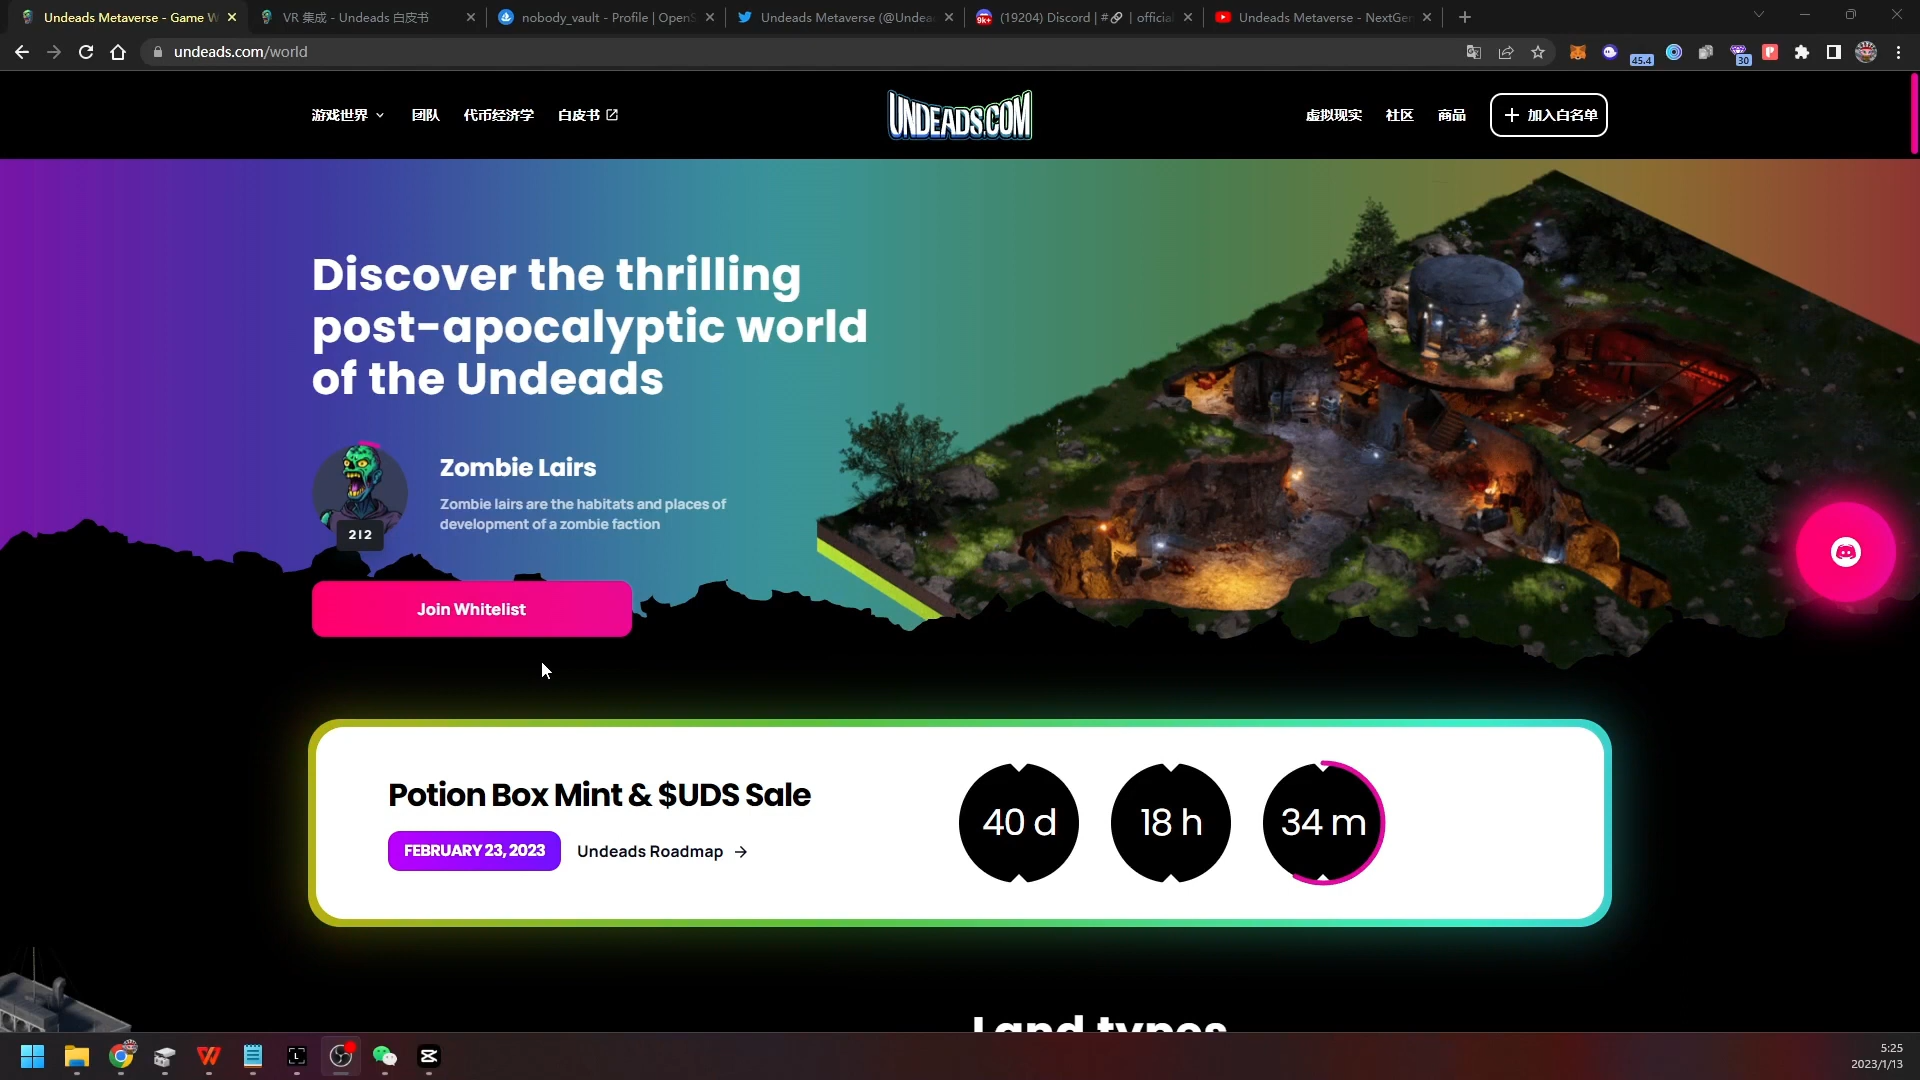 Undeads Metaverse - Game W
VR 集成 - Undeads 白皮书
nobody_vault - Profile | OpenS
Undeads Metaverse (@Undea
(19204) Discord | #🔗 | official
Undeads Metaverse - NextGen
undeads.com/world
45.4
30
游戏世界
团队
代币经济学
白皮书
UNDEADS.COM
虚拟现实
社区
商品
加入白名单
Discover the thrilling
post-apocalyptic world
of the Undeads
Zombie Lairs
Zombie lairs are the habitats and places of
development of a zombie faction
2|2
Join Whitelist
Potion Box Mint & $UDS Sale
FEBRUARY 23, 2023
Undeads Roadmap
40 d
18 h
34 m
Land types
5:25
2023/1/13